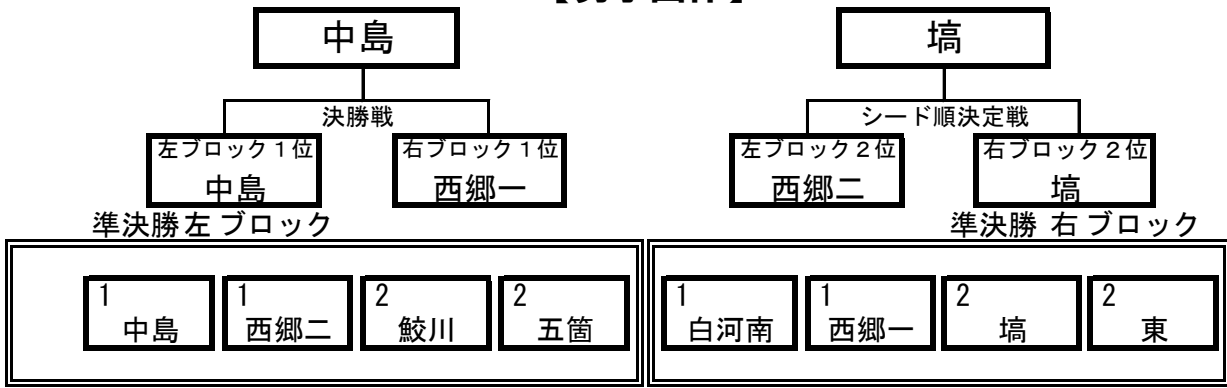 中島
塙
決勝戦
シード順決定戦
左ブロック１位
中島
右ブロック１位
西郷一
左ブロック２位
西郷二
右ブロック２位
塙
準決勝左 ブロック
準決勝 右 ブロック
1
中島
1
西郷二
2
鮫川
2
五箇
1
白河南
1
西郷一
2
塙
2
東